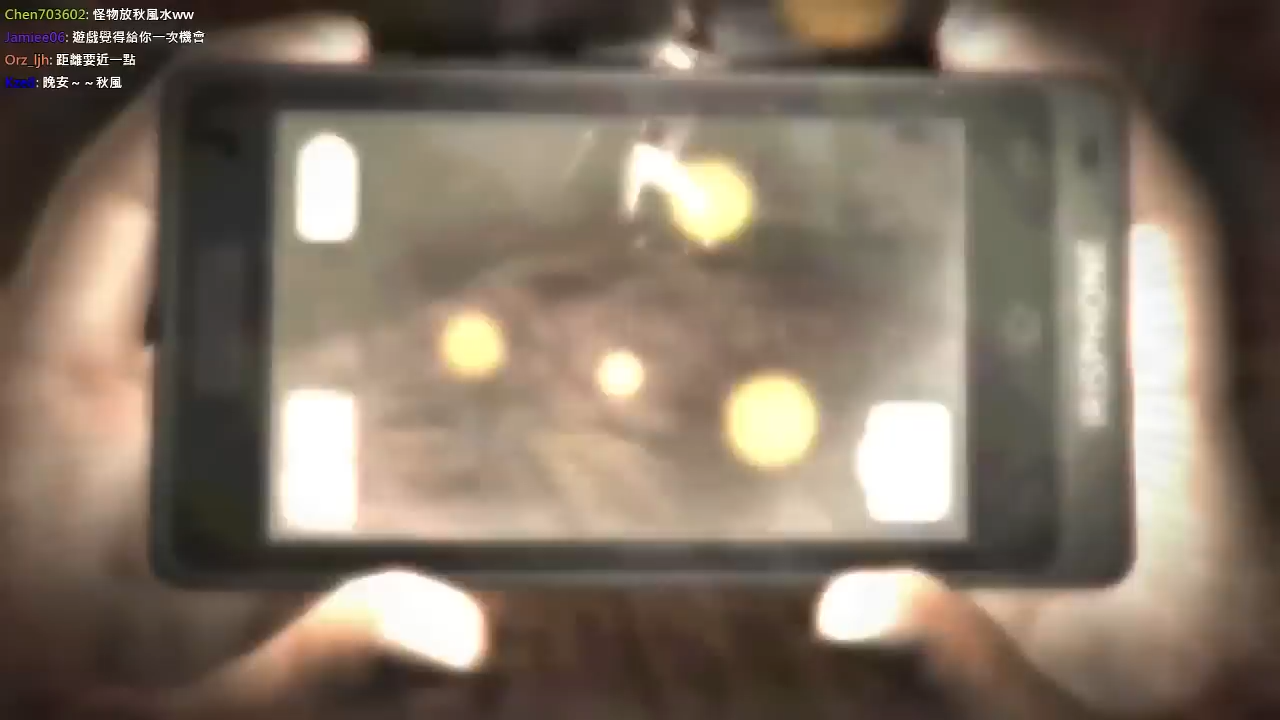 Chen703602: 怪物放秋風水ww
Jamiee06: 遊戲覺得給你一次機會
Orz_ljh: 距離要近一點
晚安~~秋風